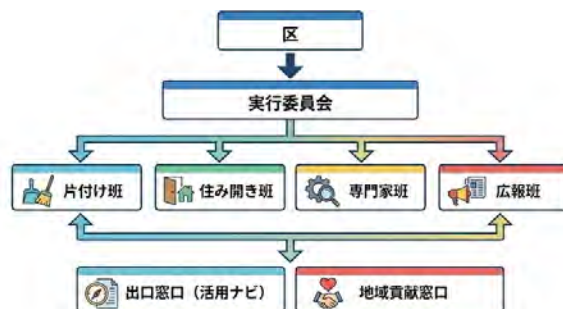 区
実行委員会
片付け班
住み開き班
専門家班
広報班
出口窓口（活用ナビ）
地域貢献窓口